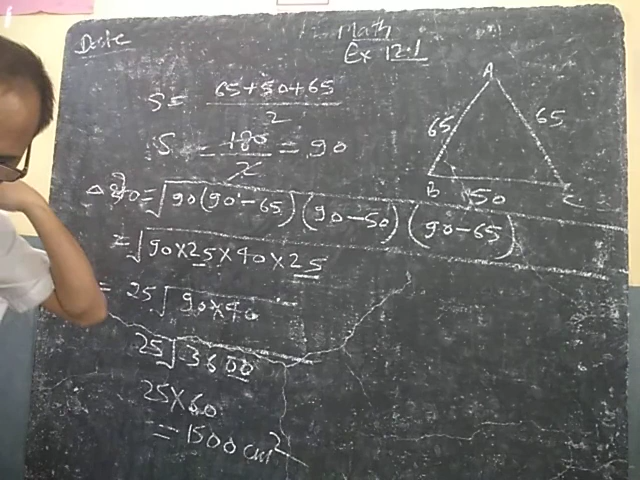 Date
Math
Ex 12.1
S = 65+50+65 / 2
S = 180 / 2 = 90
A
65
65
B
50
C
= √90(90-65)(90-50)(90-65)
= √90×25×40×25
= 25√90×40
25√3600
25×60
= 1500 cm²